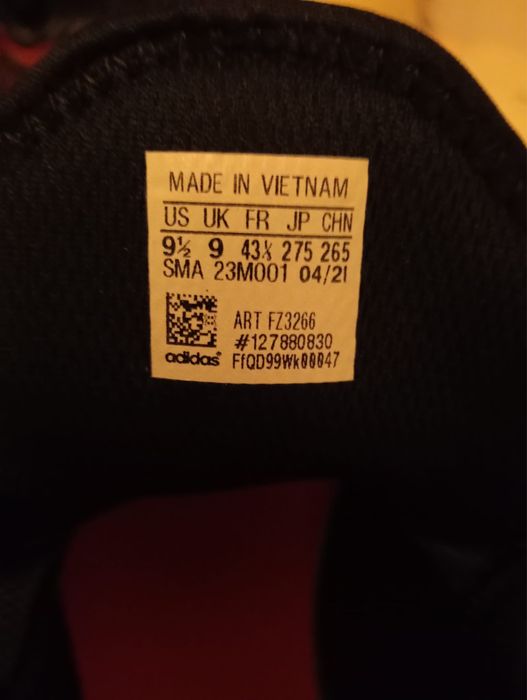 MADE IN VIETNAM
US UK FR JP CHN
9½ 9 43⅓ 275 265
SMA 23M001 04/21
ART FZ3266
#127880830
adidas FfQD99Wk00047